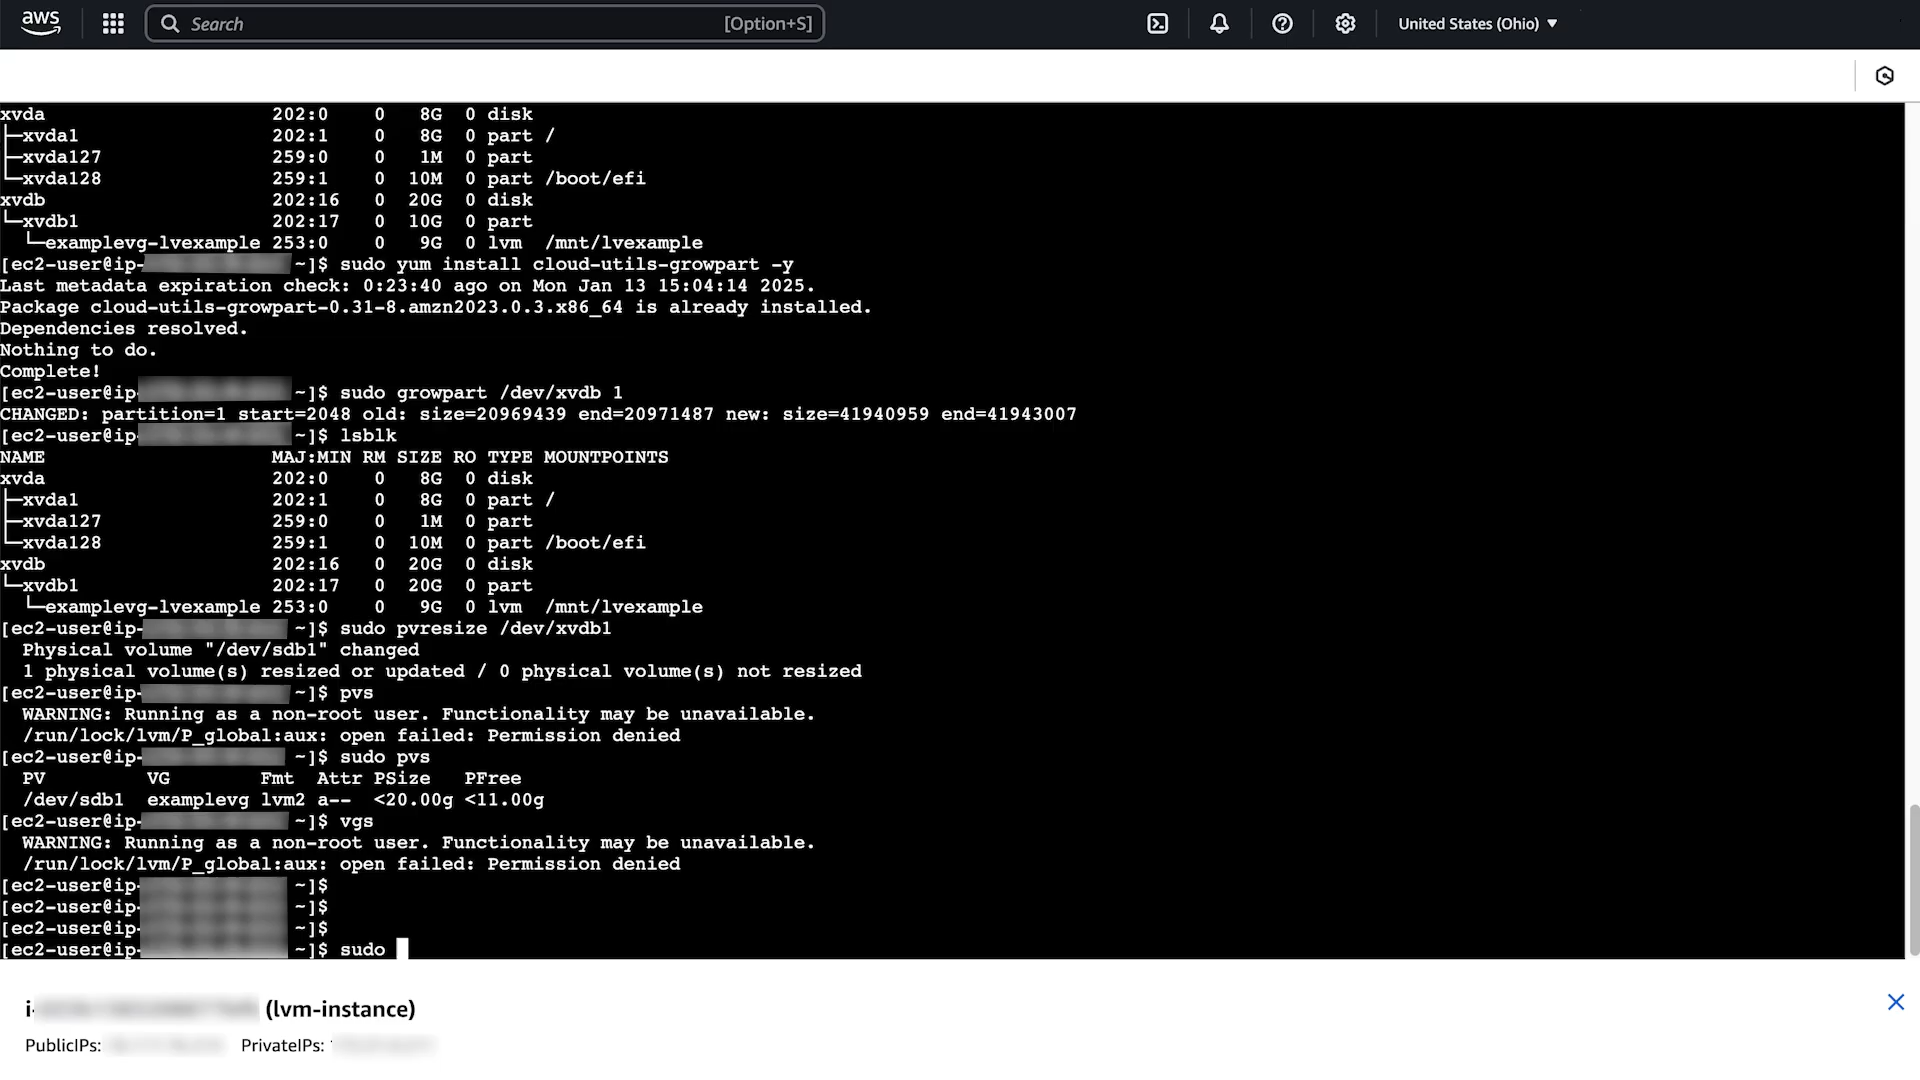 aws
Search [Option+S]
United States (Ohio)
xvda 202:0 0 8G 0 disk
├─xvda1 202:1 0 8G 0 part /
├─xvda127 259:0 0 1M 0 part
└─xvda128 259:1 0 10M 0 part /boot/efi
xvdb 202:16 0 20G 0 disk
└─xvdb1 202:17 0 10G 0 part
└─examplevg-lvexample 253:0 0 9G 0 lvm /mnt/lvexample
[ec2-user@ip- ~]$ sudo yum install cloud-utils-growpart -y
Last metadata expiration check: 0:23:40 ago on Mon Jan 13 15:04:14 2025.
Package cloud-utils-growpart-0.31-8.amzn2023.0.3.x86_64 is already installed.
Dependencies resolved.
Nothing to do.
Complete!
[ec2-user@ip- ~]$ sudo growpart /dev/xvdb 1
CHANGED: partition=1 start=2048 old: size=20969439 end=20971487 new: size=41940959 end=41943007
[ec2-user@ip- ~]$ lsblk
NAME MAJ:MIN RM SIZE RO TYPE MOUNTPOINTS
xvda 202:0 0 8G 0 disk
├─xvda1 202:1 0 8G 0 part /
├─xvda127 259:0 0 1M 0 part
└─xvda128 259:1 0 10M 0 part /boot/efi
xvdb 202:16 0 20G 0 disk
└─xvdb1 202:17 0 20G 0 part
└─examplevg-lvexample 253:0 0 9G 0 lvm /mnt/lvexample
[ec2-user@ip- ~]$ sudo pvresize /dev/xvdb1
Physical volume "/dev/sdb1" changed
1 physical volume(s) resized or updated / 0 physical volume(s) not resized
[ec2-user@ip- ~]$ pvs
WARNING: Running as a non-root user. Functionality may be unavailable.
/run/lock/lvm/P_global:aux: open failed: Permission denied
[ec2-user@ip- ~]$ sudo pvs
PV VG Fmt Attr PSize PFree
/dev/sdb1 examplevg lvm2 a-- <20.00g <11.00g
[ec2-user@ip- ~]$ vgs
WARNING: Running as a non-root user. Functionality may be unavailable.
/run/lock/lvm/P_global:aux: open failed: Permission denied
[ec2-user@ip- ~]$
[ec2-user@ip- ~]$
[ec2-user@ip- ~]$
[ec2-user@ip- ~]$ sudo
i- (lvm-instance)
PublicIPs: PrivateIPs: